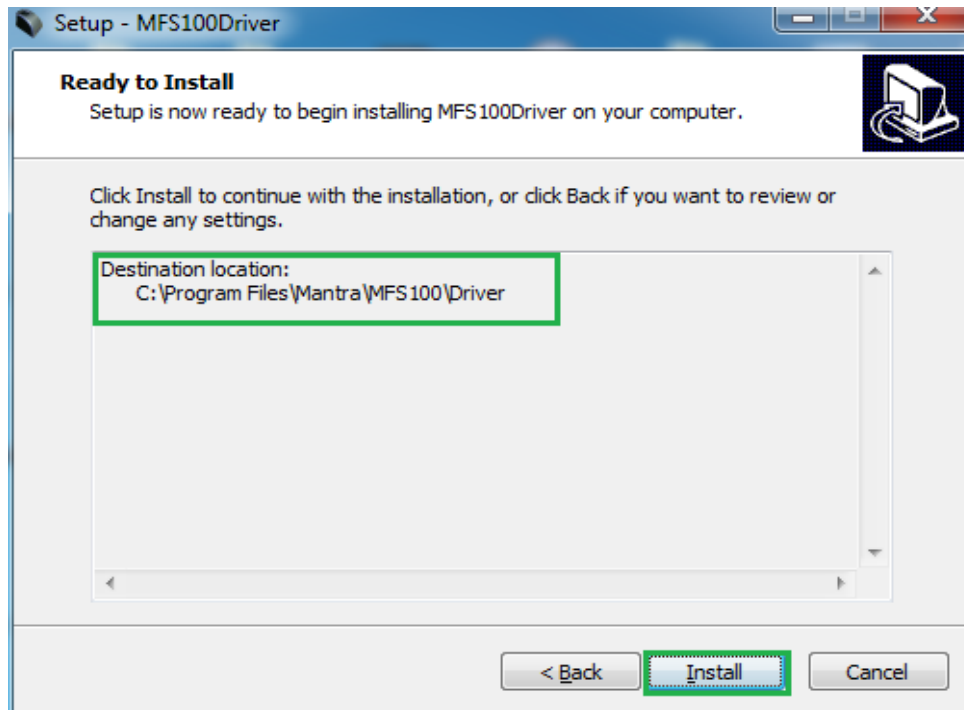 Setup - MFS100Driver
Ready to Install
Setup is now ready to begin installing MFS100Driver on your computer.
Click Install to continue with the installation, or click Back if you want to review or
change any settings.
Destination location:
C:\Program Files\Mantra\MFS100\Driver
< Back
Install
Cancel